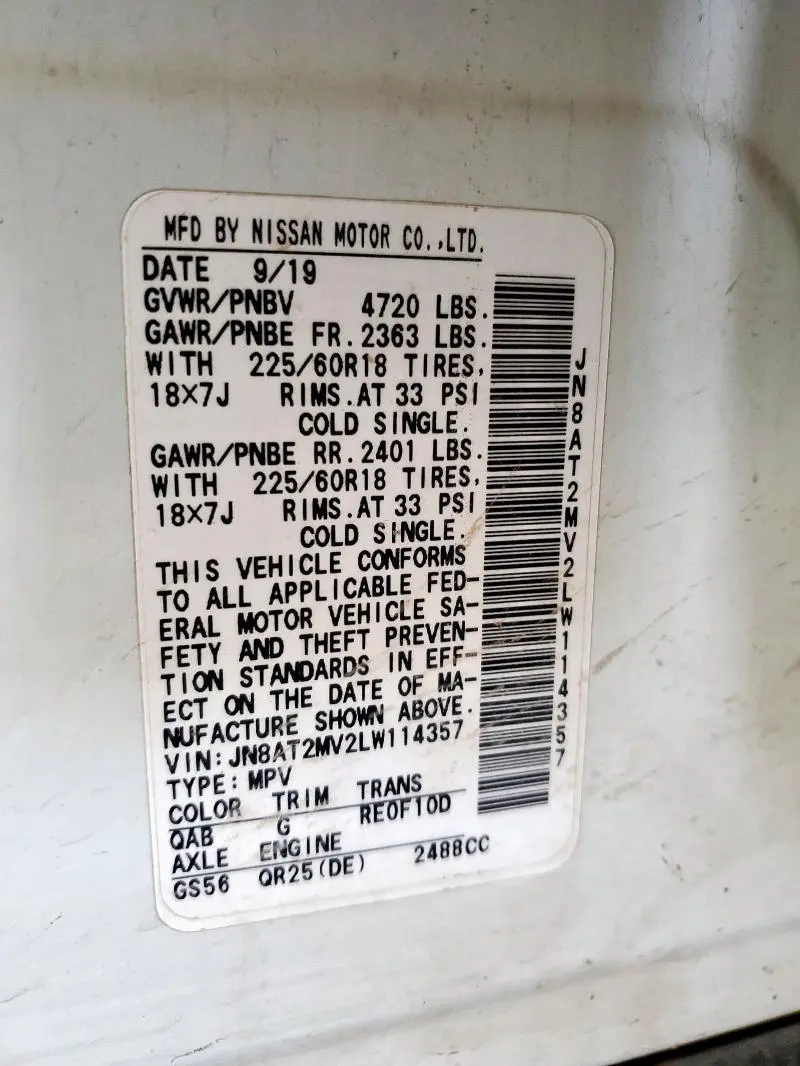 MFD BY NISSAN MOTOR CO.,LTD.
DATE 9/19
GVWR/PNBV 4720 LBS.
GAWR/PNBE FR.2363 LBS.
WITH 225/60R18 TIRES,
18×7J RIMS.AT 33 PSI
COLD SINGLE.
GAWR/PNBE RR.2401 LBS.
WITH 225/60R18 TIRES,
18×7J RIMS.AT 33 PSI
COLD SINGLE.
THIS VEHICLE CONFORMS
TO ALL APPLICABLE FED-
ERAL MOTOR VEHICLE SA-
FETY AND THEFT PREVEN-
TION STANDARDS IN EFF-
ECT ON THE DATE OF MA-
NUFACTURE SHOWN ABOVE.
VIN:JN8AT2MV2LW114357
TYPE:MPV
COLOR TRIM TRANS
QAB G RE0F10D
AXLE ENGINE
GS56 QR25(DE) 2488CC
JN8AT2MV2LW114357